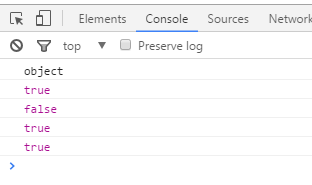 Elements Console Sources Network
top Preserve log
object
true
false
true
true